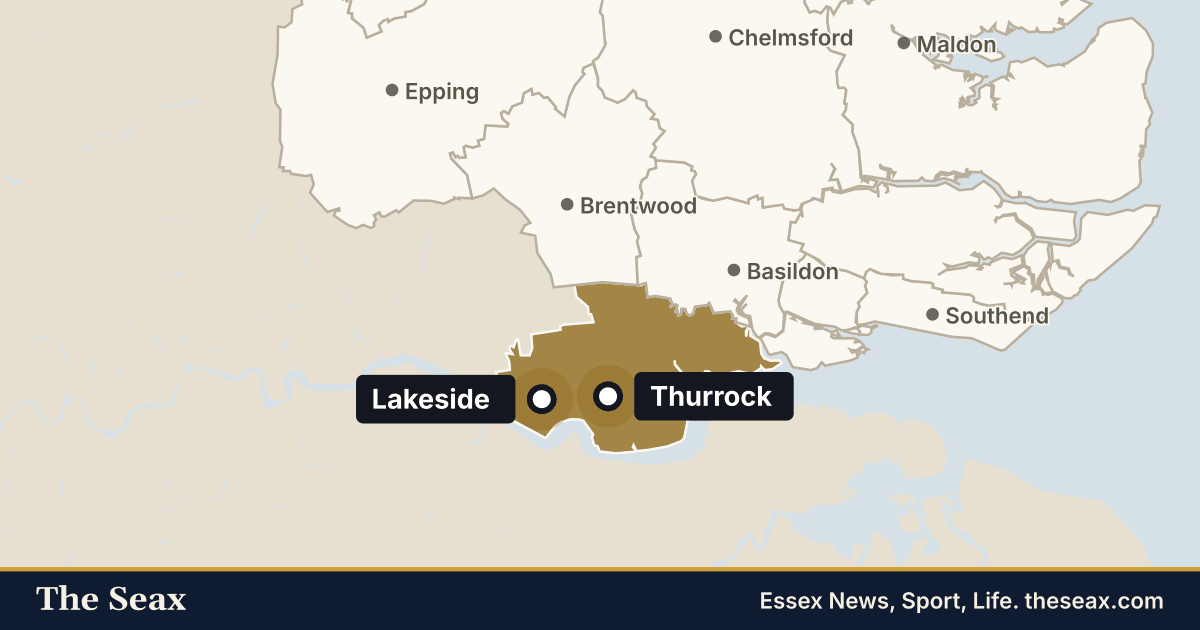 Chelmsford
Maldon
Epping
Brentwood
Basildon
Southend
Lakeside
Thurrock
The Seax
Essex News, Sport, Life. theseax.com